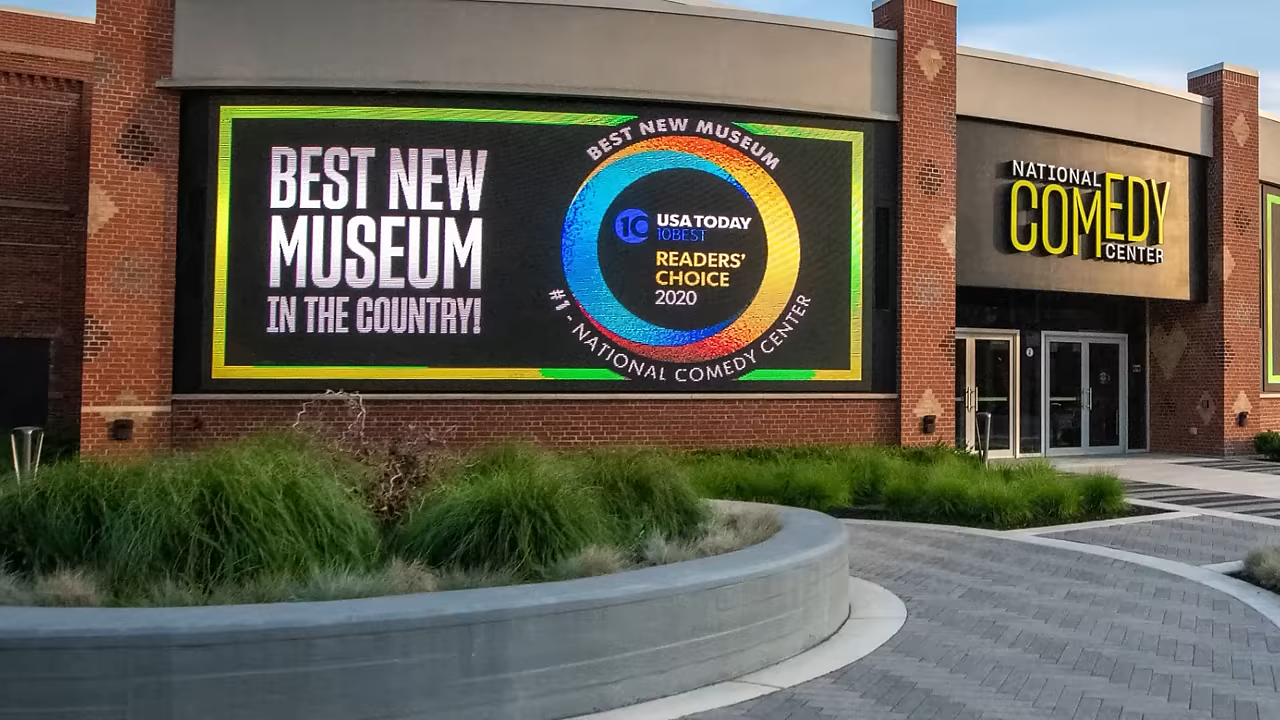 BEST NEW
MUSEUM
IN THE COUNTRY!
BEST NEW MUSEUM
10
USA TODAY
10BEST
READERS'
CHOICE
2020
#1 - NATIONAL COMEDY CENTER
NATIONAL
COMEDY
CENTER